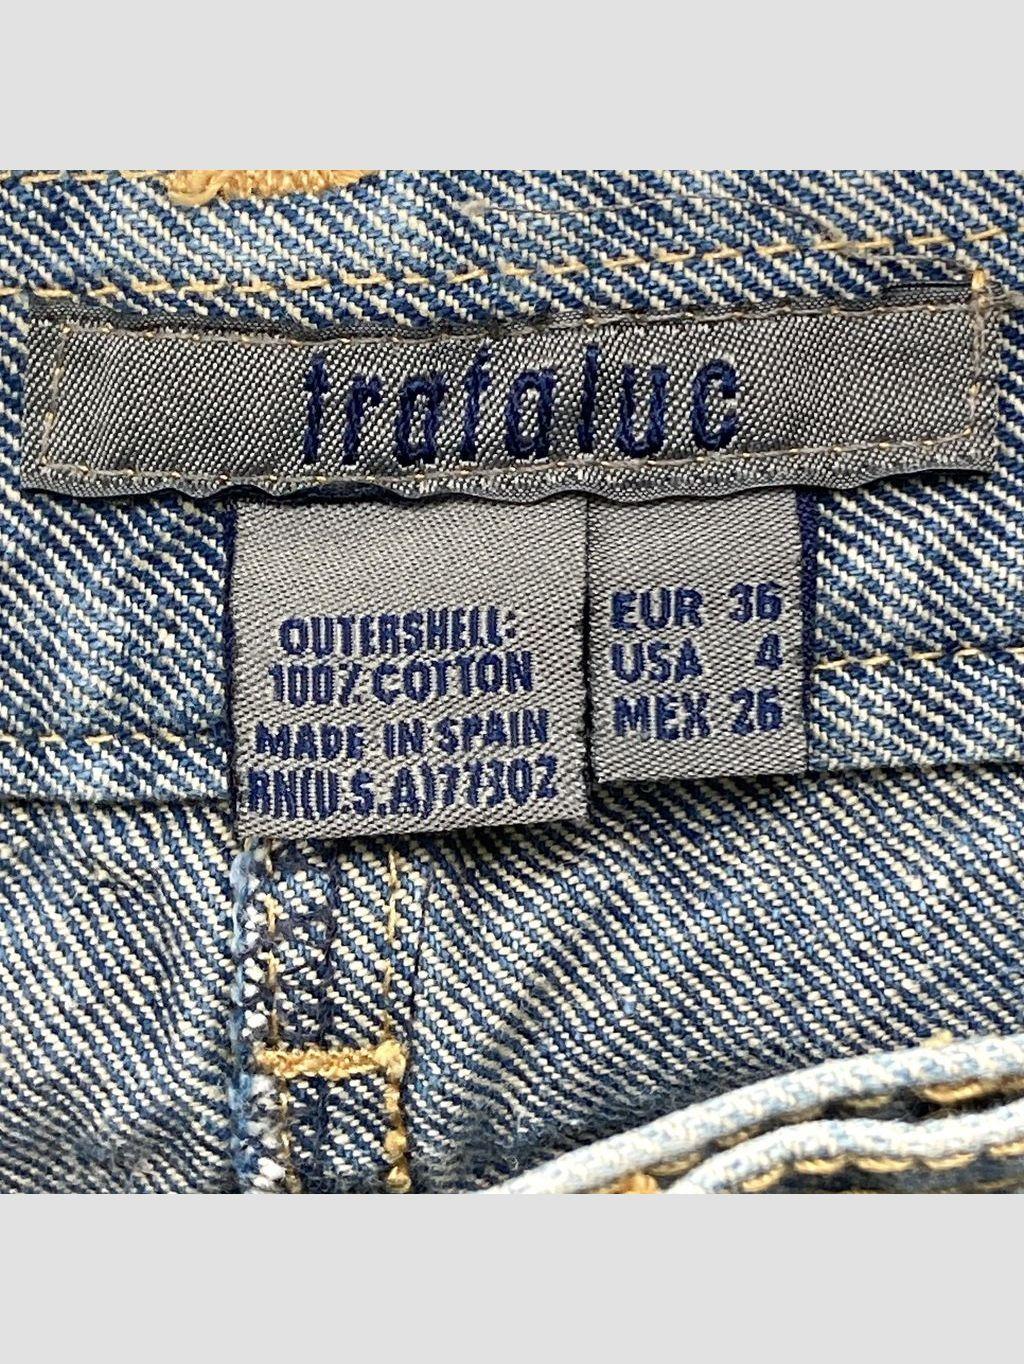 trafaluc
OUTERSHELL:
100% COTTON
MADE IN SPAIN
RN(U.S.A)77302
EUR 36
USA 4
MEX 26